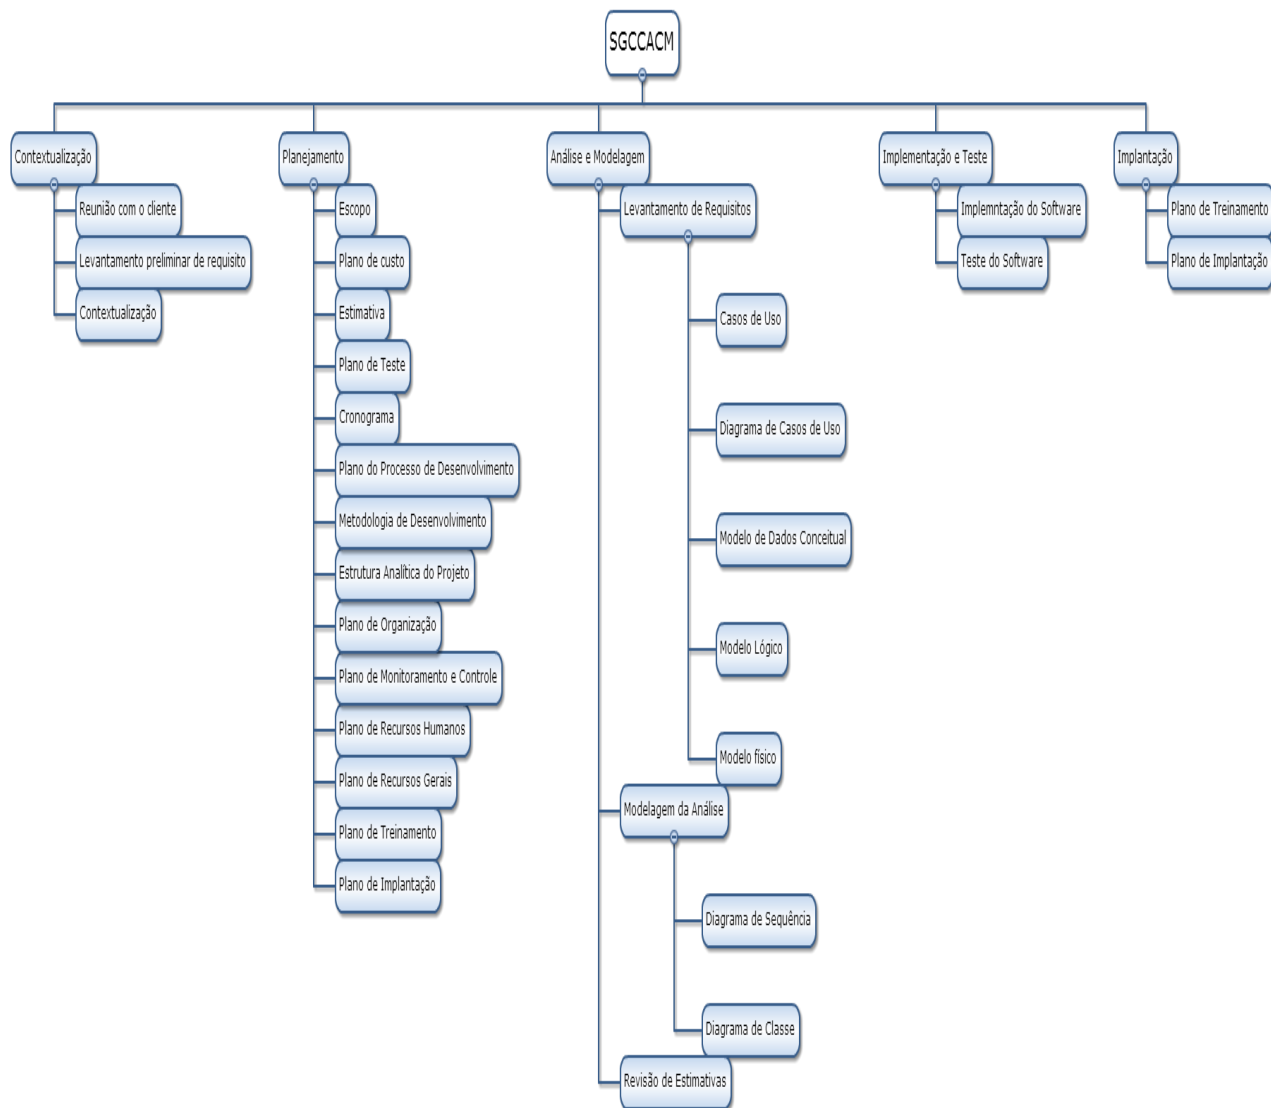 SGCCACM
Contextualização
Reunião com o cliente
Levantamento preliminar de requisito
Contextualização
Planejamento
Escopo
Plano de custo
Estimativa
Plano de Teste
Cronograma
Plano do Processo de Desenvolvimento
Metodologia de Desenvolvimento
Estrutura Analítica do Projeto
Plano de Organização
Plano de Monitoramento e Controle
Plano de Recursos Humanos
Plano de Recursos Gerais
Plano de Treinamento
Plano de Implantação
Análise e Modelagem
Levantamento de Requisitos
Casos de Uso
Diagrama de Casos de Uso
Modelo de Dados Conceitual
Modelo Lógico
Modelo físico
Modelagem da Análise
Diagrama de Sequência
Diagrama de Classe
Revisão de Estimativas
Implementação e Teste
Implemntação do Software
Teste do Software
Implantação
Plano de Treinamento
Plano de Implantação